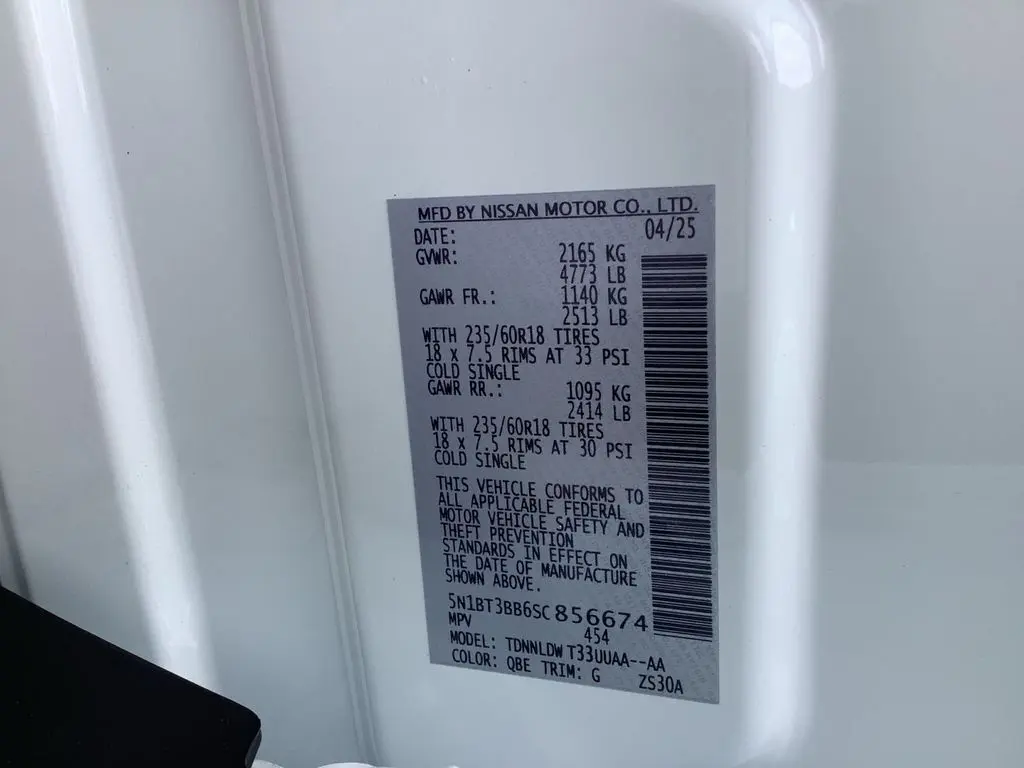 MFD BY NISSAN MOTOR CO., LTD.
DATE: 04/25
GVWR: 2165 KG
4773 LB
GAWR FR.: 1140 KG
2513 LB
WITH 235/60R18 TIRES
18 X 7.5 RIMS AT 33 PSI
COLD SINGLE
GAWR RR.: 1095 KG
2414 LB
WITH 235/60R18 TIRES
18 X 7.5 RIMS AT 30 PSI
COLD SINGLE
THIS VEHICLE CONFORMS TO
ALL APPLICABLE FEDERAL
MOTOR VEHICLE SAFETY AND
THEFT PREVENTION
STANDARDS IN EFFECT ON
THE DATE OF MANUFACTURE
SHOWN ABOVE.
5N1BT3BB6SC856674
MPV 454
MODEL: TDNNLDW T33UUAA--AA
COLOR: QBE TRIM: G ZS30A